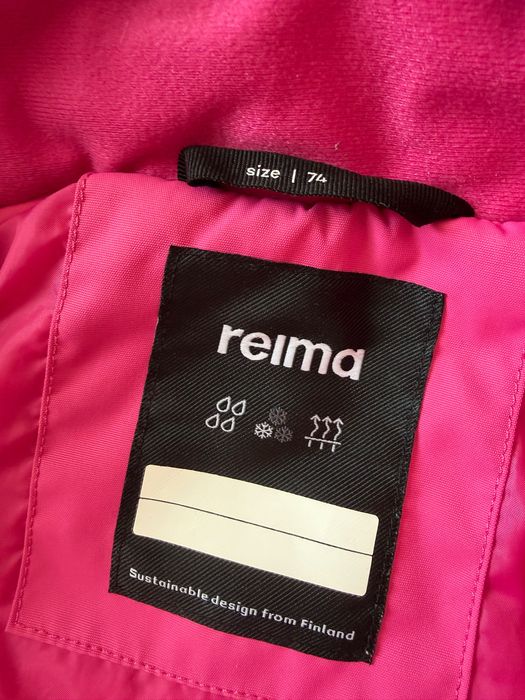 size | 74
reima
Sustainable design from Finland